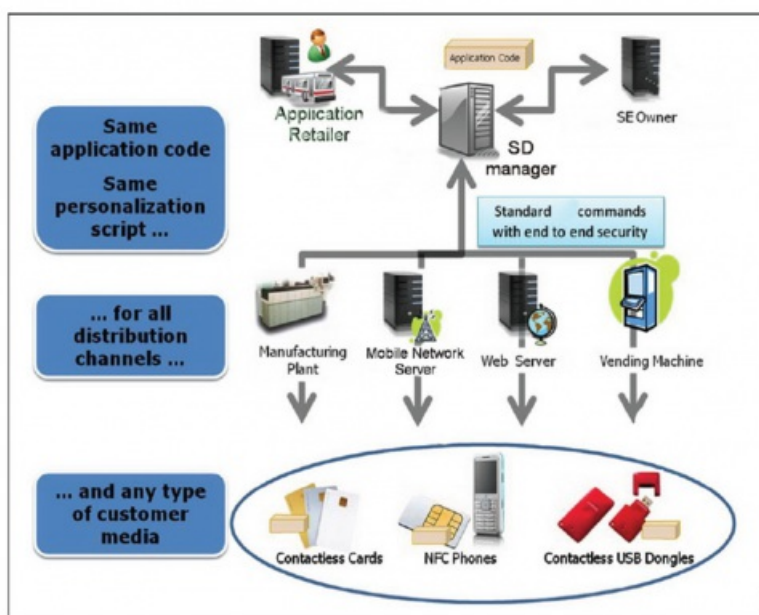 Application Code
Application
Retailer
SD
manager
SE Owner
Same
application code
Same
personalization
script ...
Standard commands
with end to end security
... for all
distribution
channels ...
Manufacturing
Plant
Mobile Network
Server
Web Server
Vending Machine
... and any type
of customer
media
Contactless Cards
NFC Phones
Contactless USB Dongles